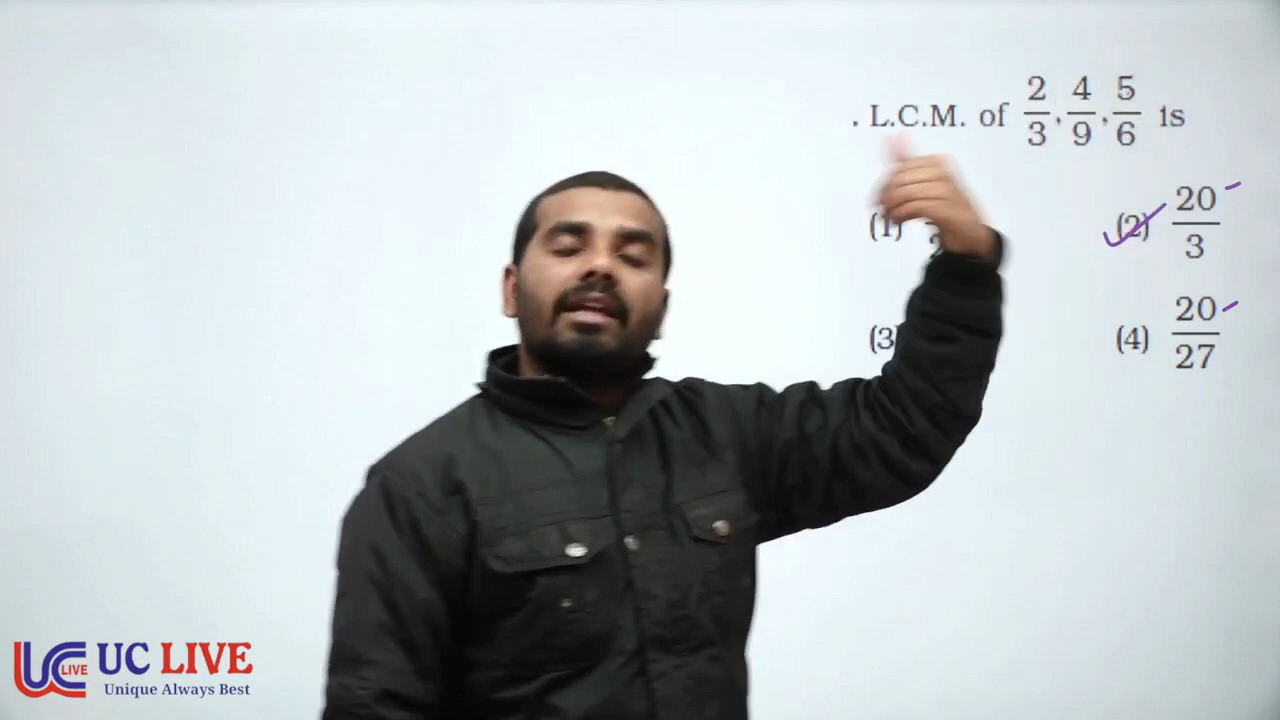 . L.C.M. of 2/3, 4/9, 5/6 is
(1) (2) 20/3
(3 (4) 20/27
UC LIVE
LIVE
Unique Always Best